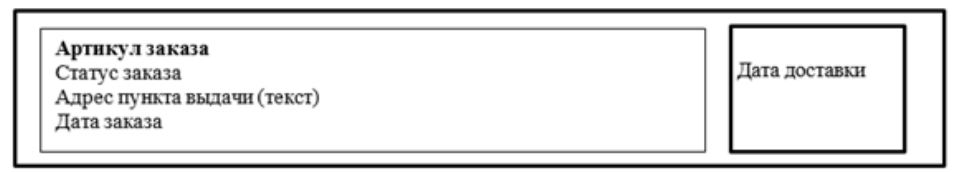 Артикул заказа
Статус заказа
Адрес пункта выдачи (текст)
Дата заказа
Дата доставки